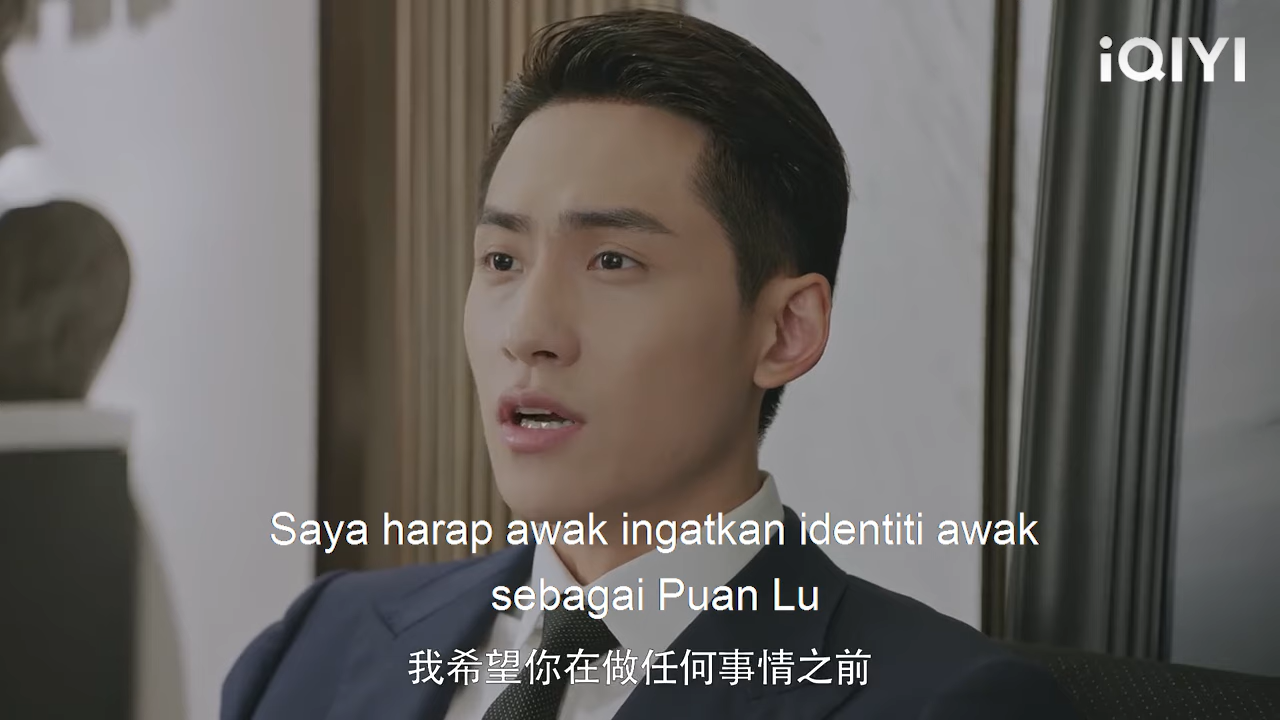 iQIYI
Saya harap awak ingatkan identiti awak
sebagai Puan Lu
我希望你在做任何事情之前